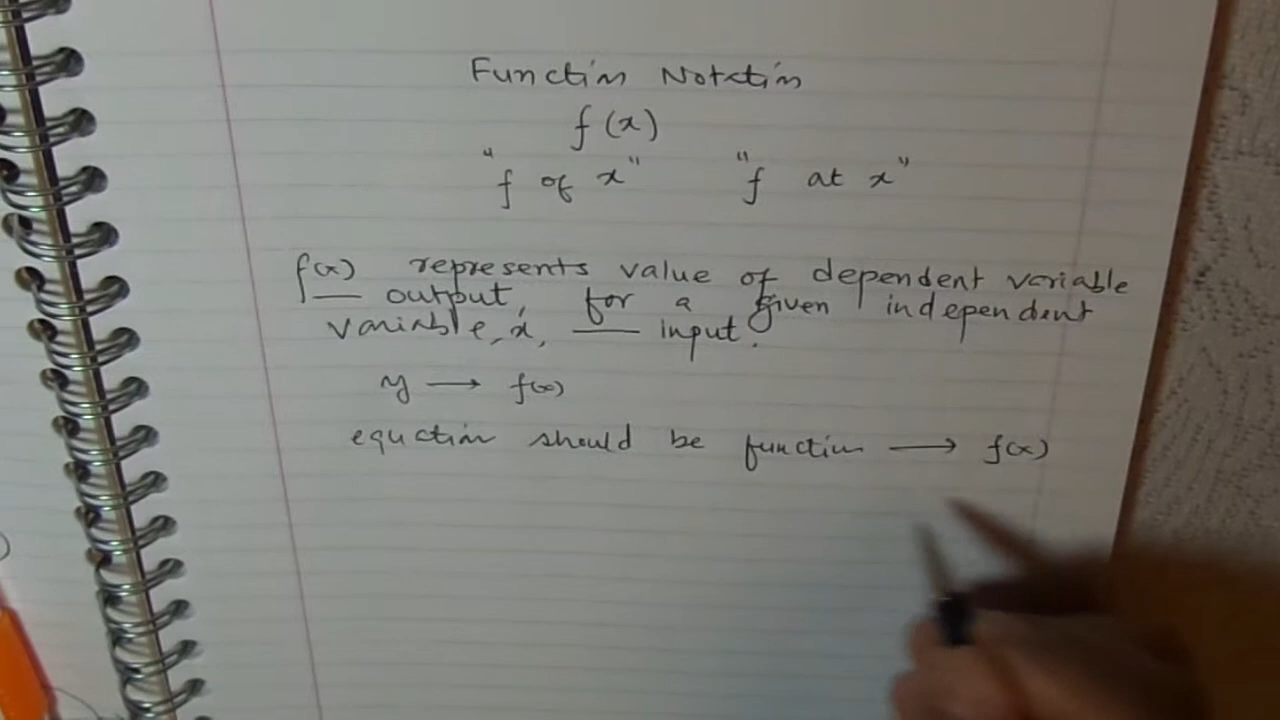 Function Notation
f(x)
"f of x" "f at x"
f(x) represents value of dependent variable
— output, for a given independent
variable, x, — input.
y → f(x)
equation should be function → f(x)